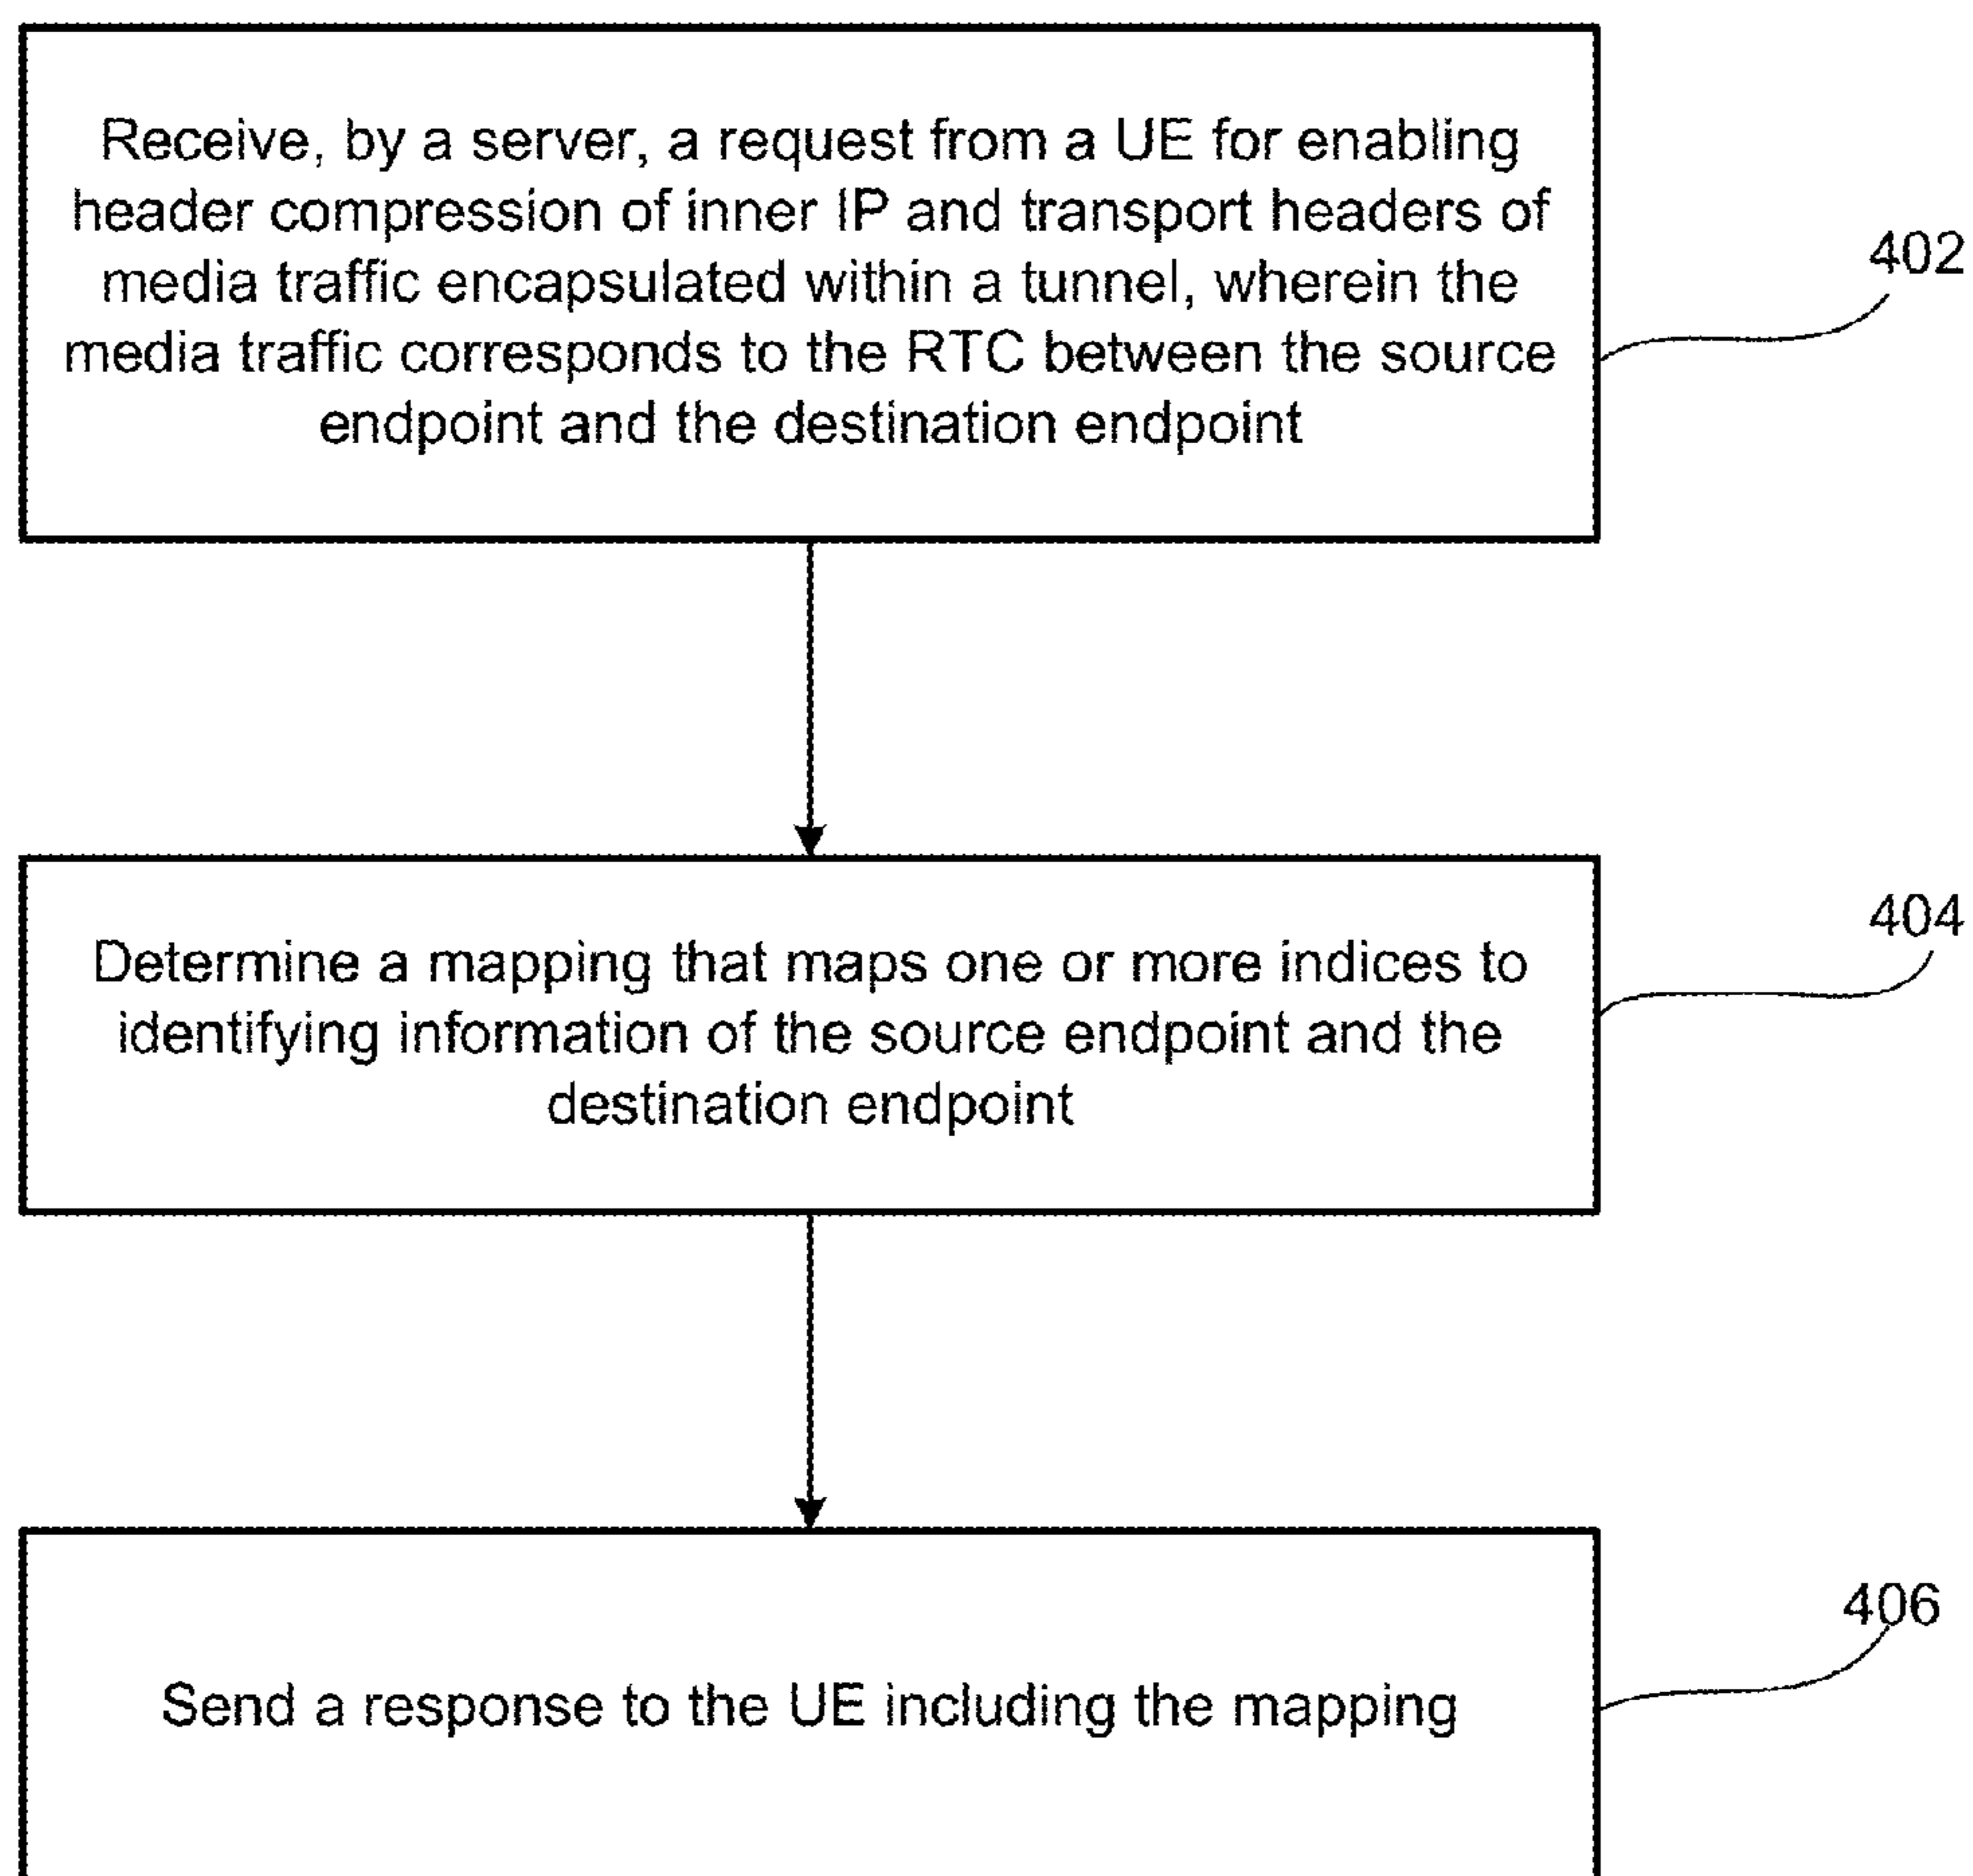 Receive, by a server, a request from a UE for enabling
header compression of inner IP and transport headers of
media traffic encapsulated within a tunnel, wherein the
media traffic corresponds to the RTC between the source
endpoint and the destination endpoint
402
Determine a mapping that maps one or more indices to
identifying information of the source endpoint and the
destination endpoint
404
Send a response to the UE including the mapping
406